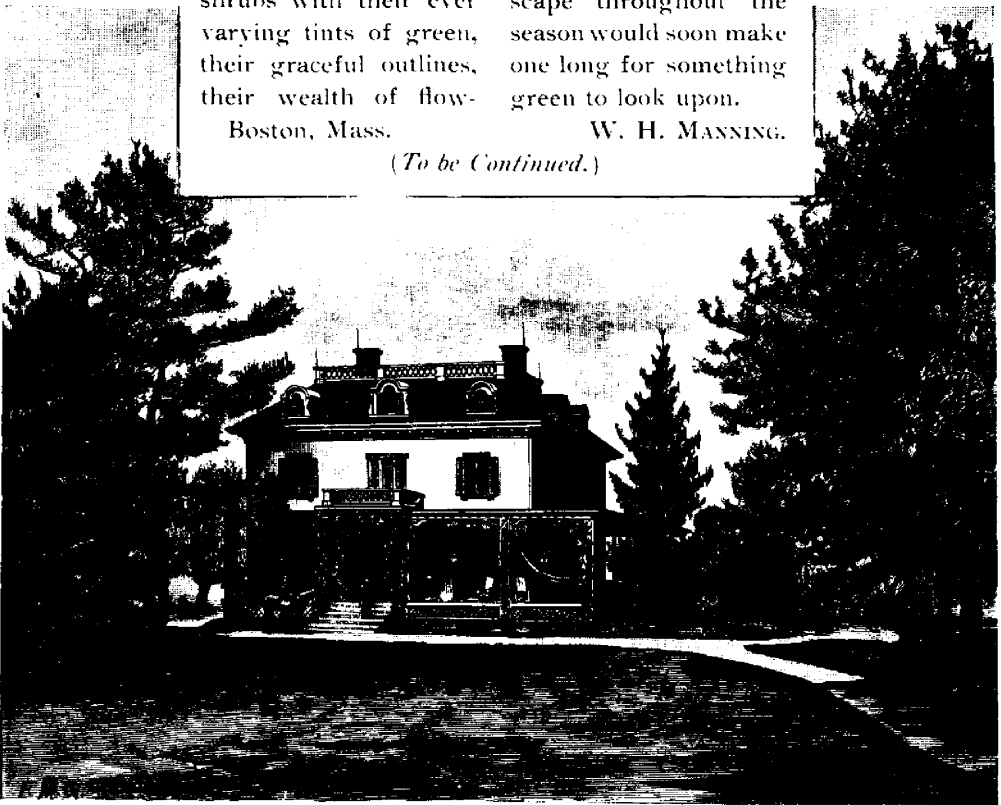 shrubs with their ever
varying tints of green,
their graceful outlines,
their wealth of flow-
scape throughout the
season would soon make
one long for something
green to look upon.
Boston, Mass.
W. H. MANNING.
(To be Continued.)